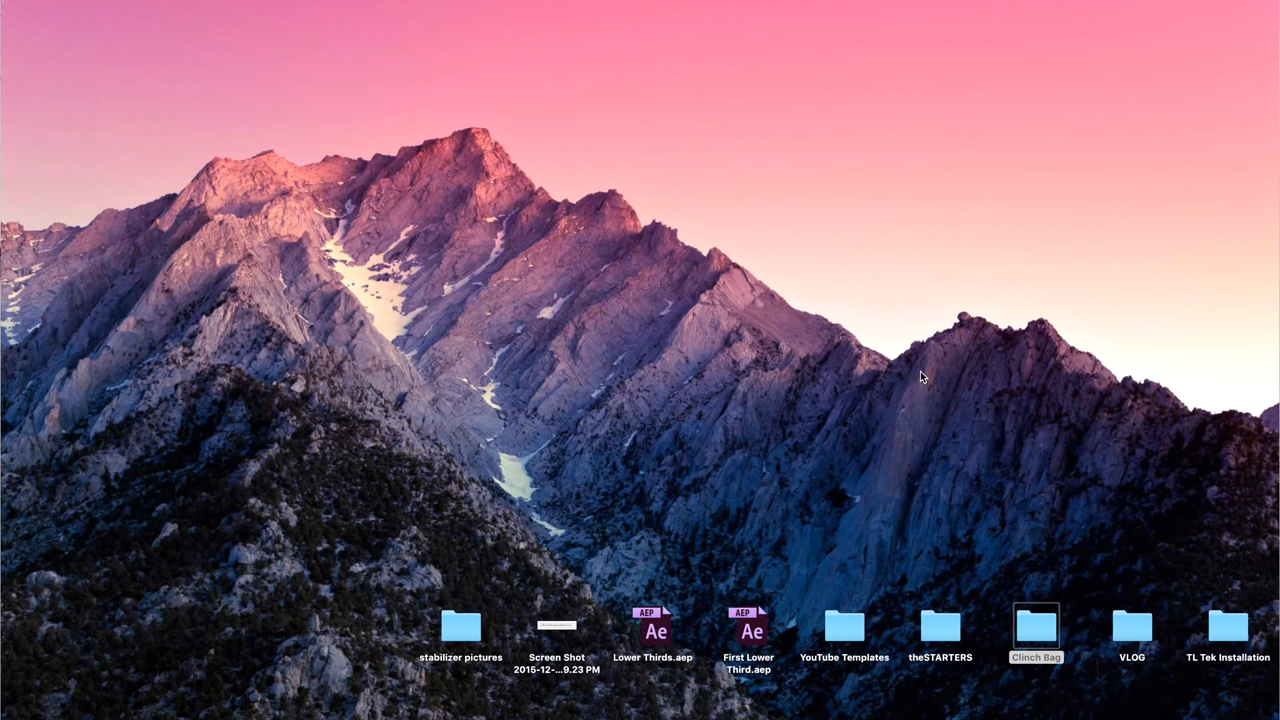 AEP
Ae
AEP
Ae
stabilizer pictures
Screen Shot
2015-12-...9.23 PM
Lower Thirds.aep
First Lower
Third.aep
YouTube Templates
theSTARTERS
Clinch Bag
VLOG
TL Tek Installation